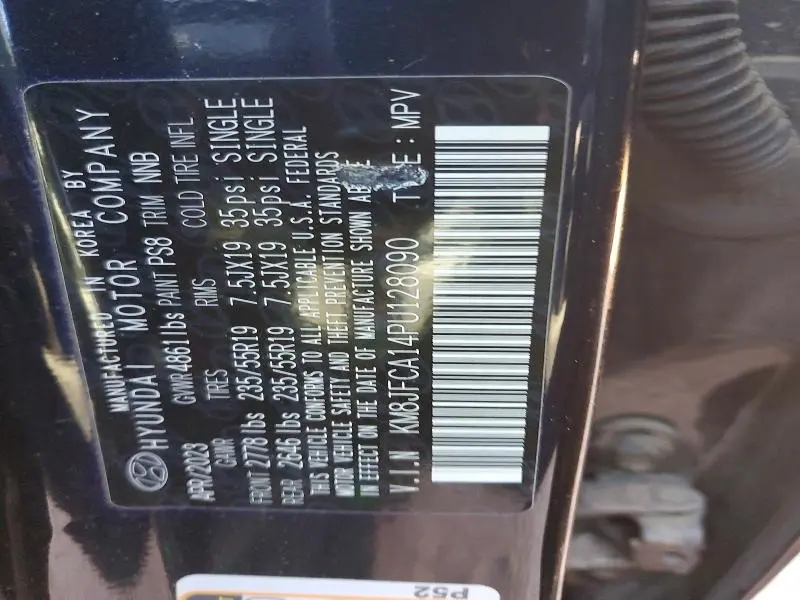 MANUFACTURED IN KOREA BY
HYUNDAI MOTOR COMPANY
APR/2023 GVWR 4861 lbs PAINT PS8 TRIM NNB
GAWR TIRES RIMS COLD TIRE INFL
FRONT 2778 lbs 235/55R19 7.5JX19 35psi SINGLE
REAR 2646 lbs 235/55R19 7.5JX19 35psi SINGLE
THIS VEHICLE CONFORMS TO ALL APPLICABLE U.S.A. FEDERAL
MOTOR VEHICLE SAFETY AND THEFT PREVENTION STANDARDS
IN EFFECT ON THE DATE OF MANUFACTURE SHOWN
V.I.N KM8JFCA14PU128090 : MPV
P52